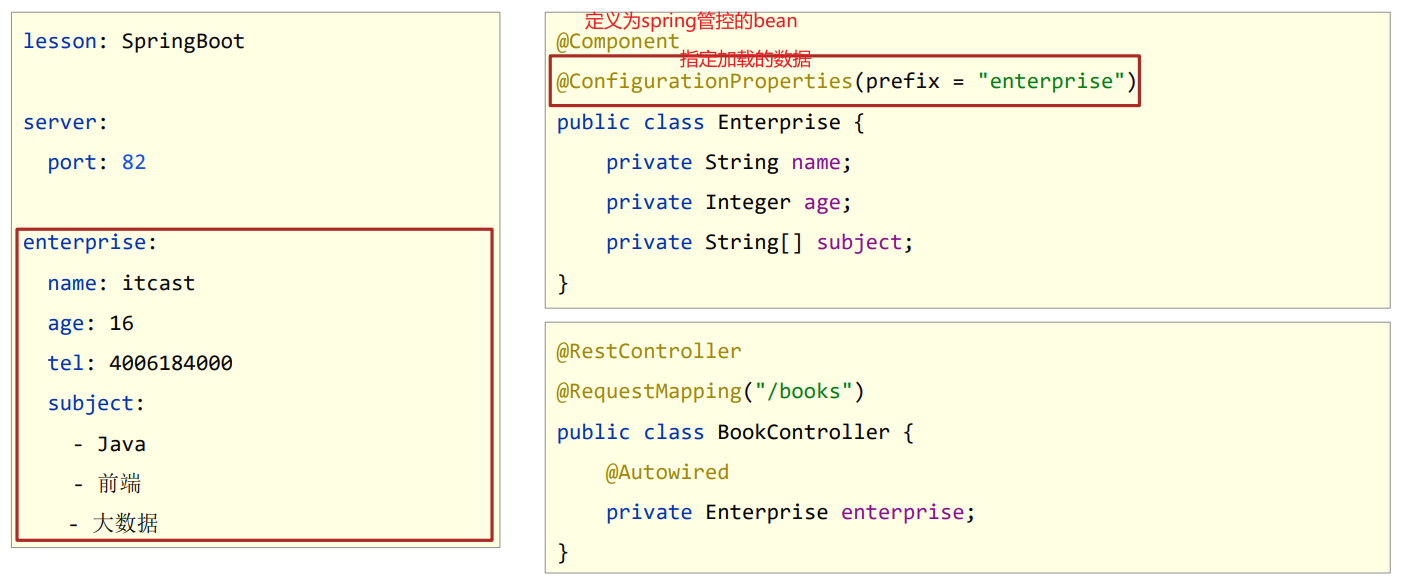 lesson: SpringBoot
server:
port: 82
enterprise:
name: itcast
age: 16
tel: 4006184000
subject:
- Java
- 前端
- 大数据
定义为spring管控的bean
@Component
指定加载的数据
@ConfigurationProperties(prefix = "enterprise")
public class Enterprise {
private String name;
private Integer age;
private String[] subject;
}
@RestController
@RequestMapping("/books")
public class BookController {
@Autowired
private Enterprise enterprise;
}